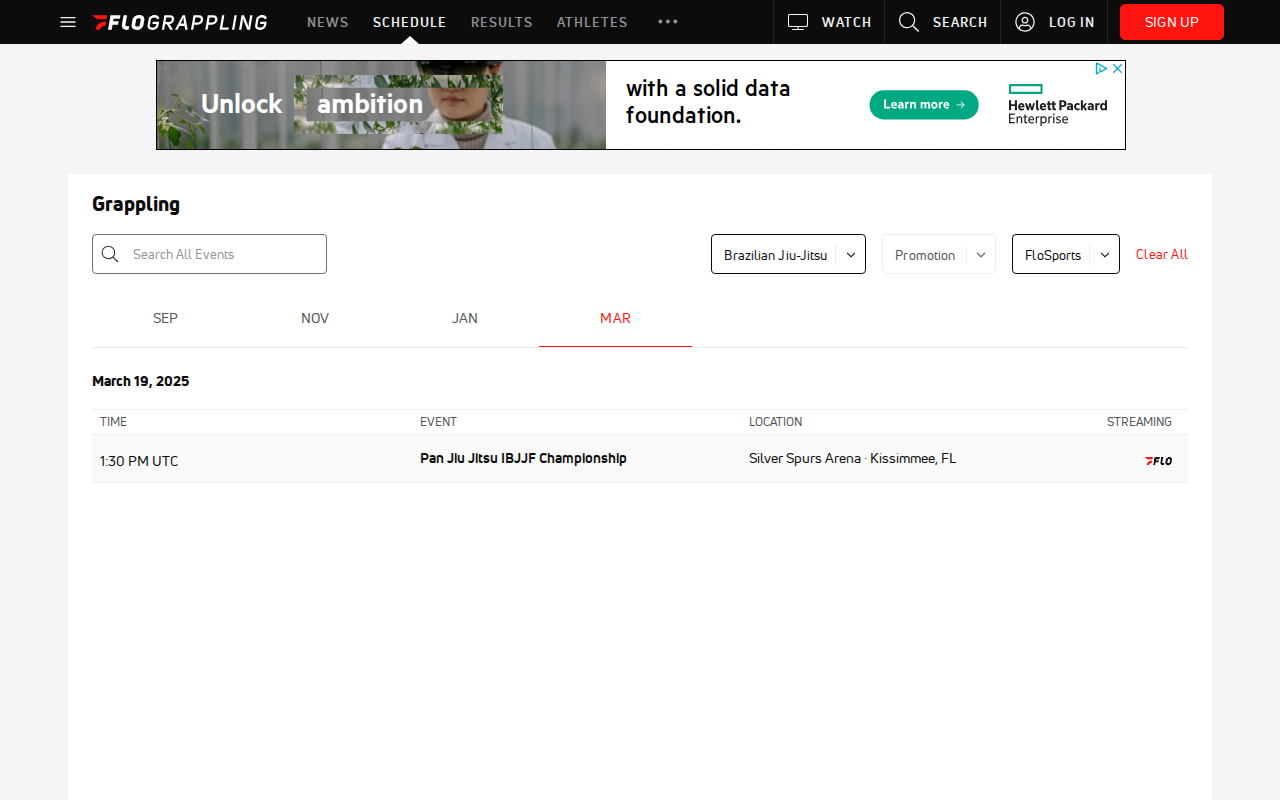 FLOGRAPPLING NEWS SCHEDULE RESULTS ATHLETES WATCH SEARCH LOG IN SIGN UP
Unlock ambition
with a solid data
foundation.
Learn more →
Hewlett Packard
Enterprise
Grappling
Search All Events
Brazilian Jiu-Jitsu
Promotion
FloSports
Clear All
SEP NOV JAN MAR
March 19, 2025
TIME EVENT LOCATION STREAMING
1:30 PM UTC Pan Jiu Jitsu IBJJF Championship Silver Spurs Arena · Kissimmee, FL FLO